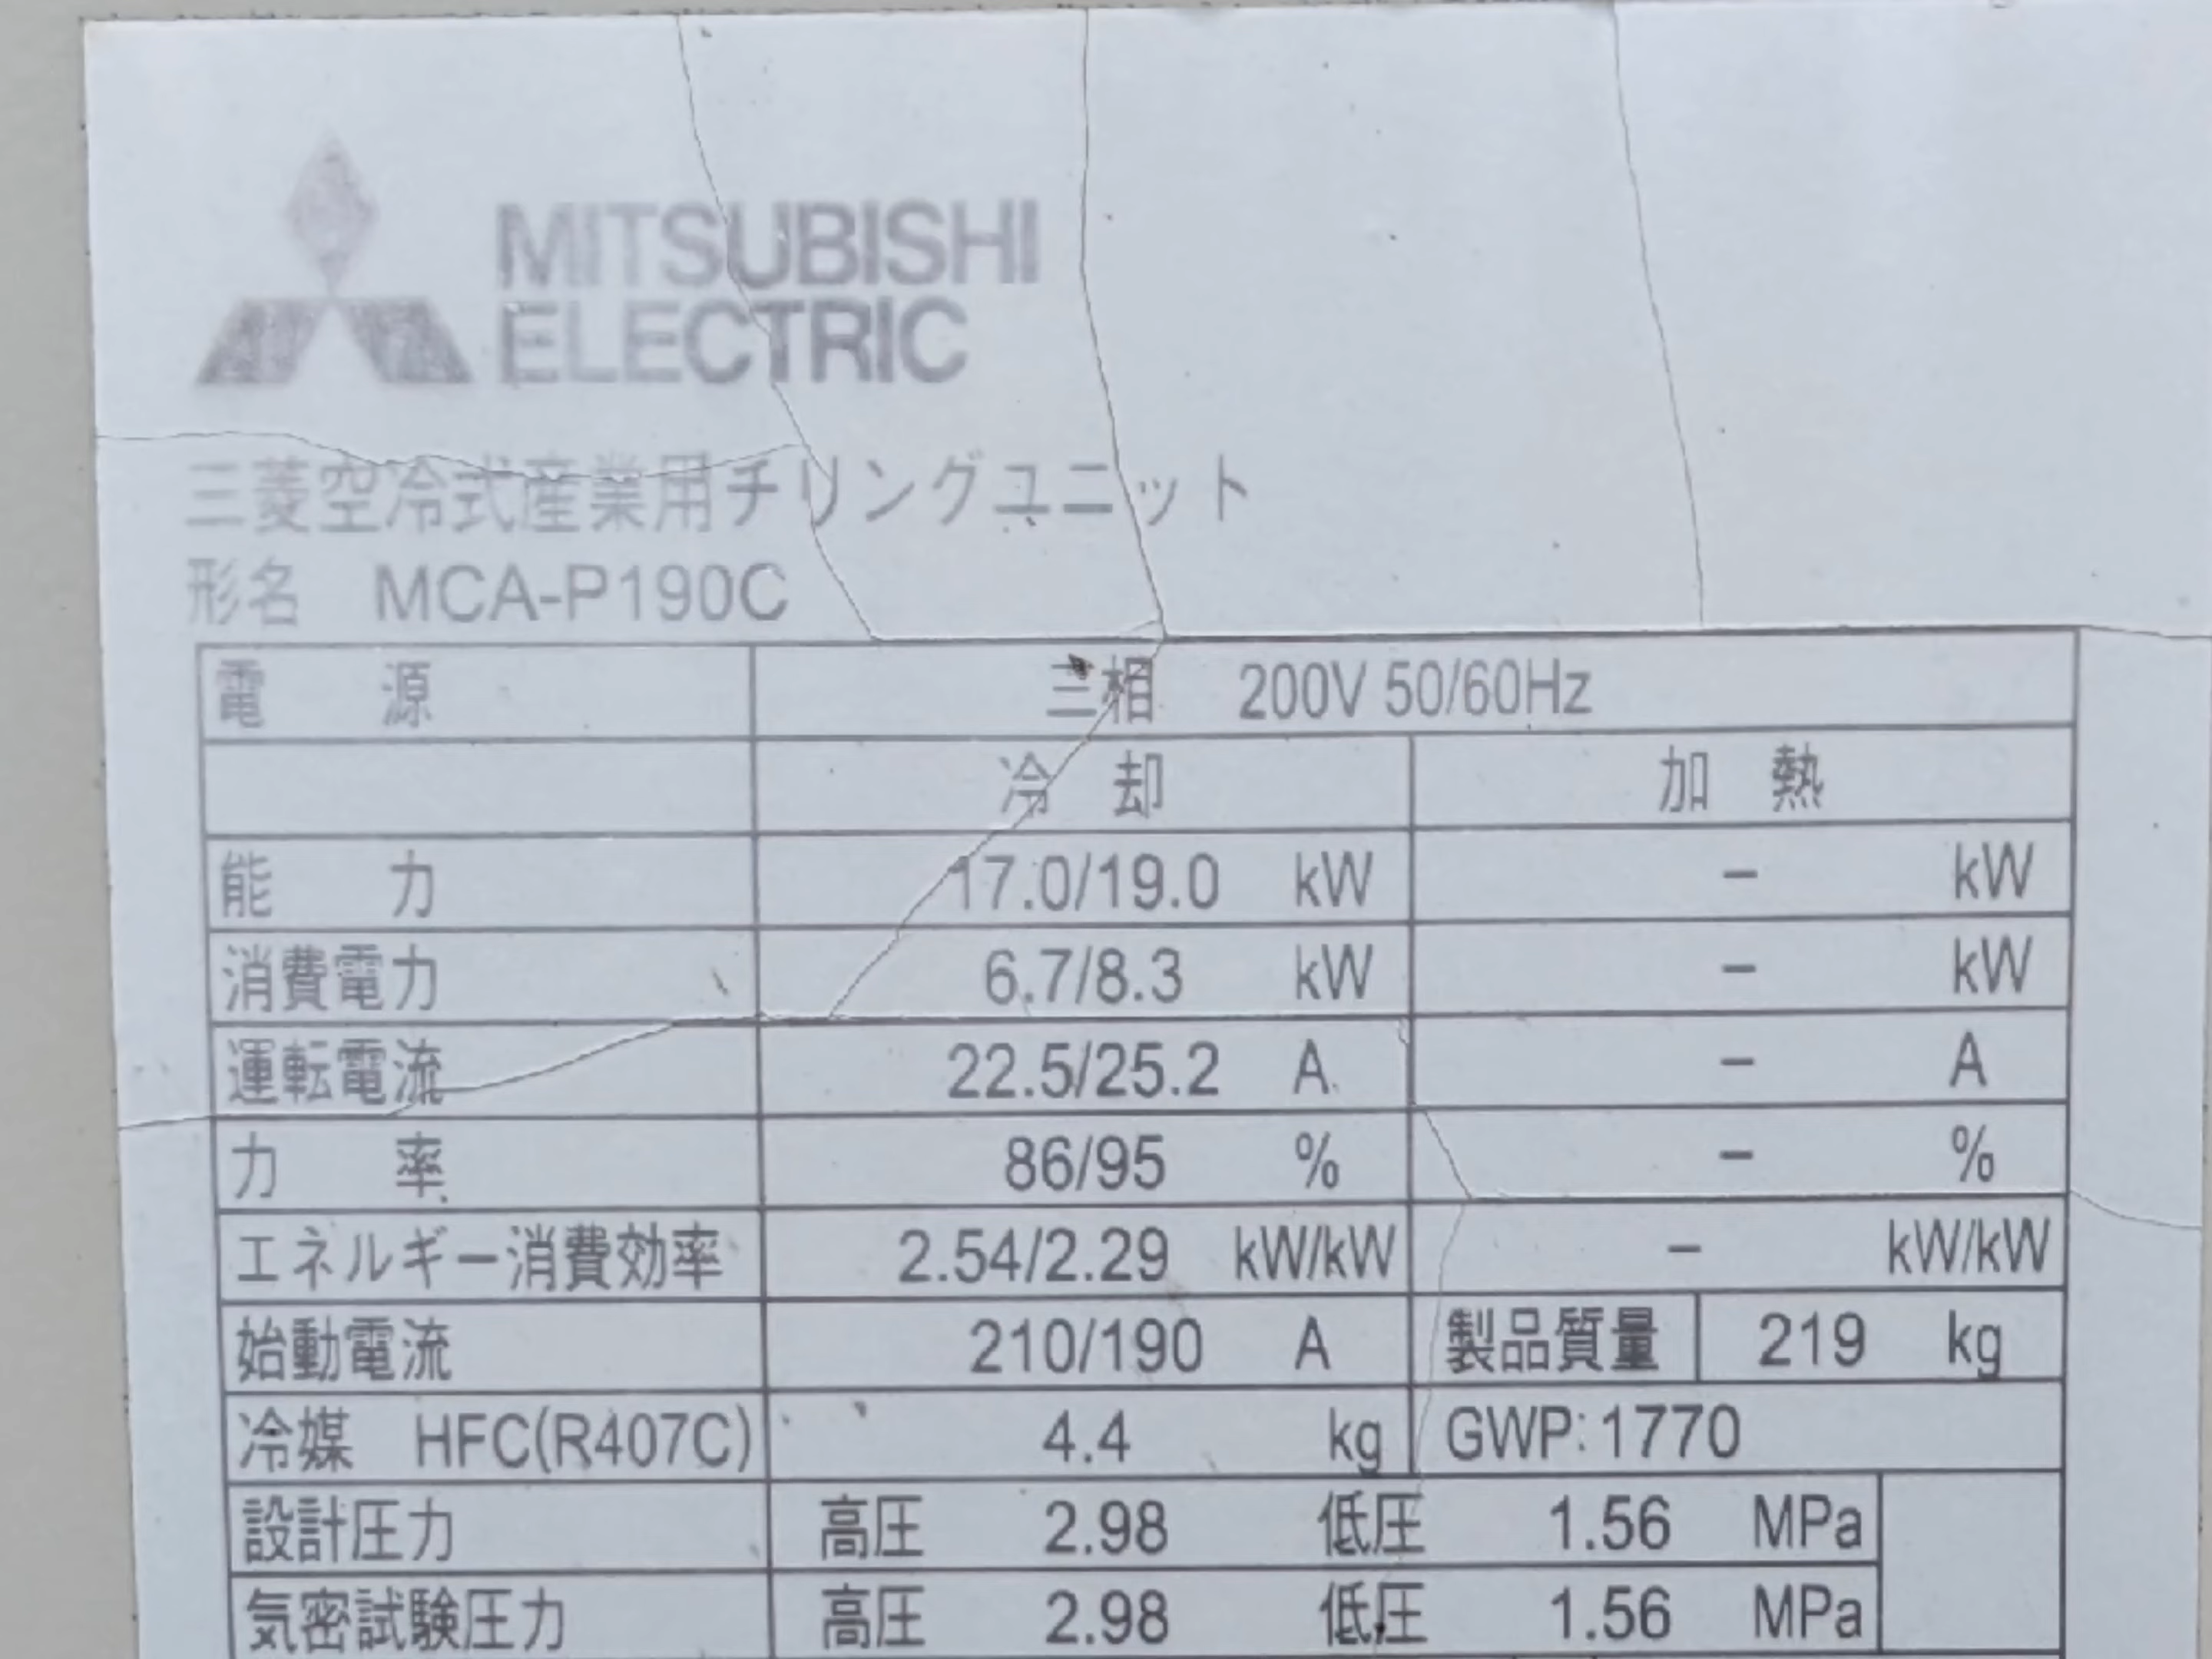 MITSUBISHI
ELECTRIC
三菱空冷式産業用チリングユニット
形名 MCA-P190C
電源 三相 200V 50/60Hz
冷却 加熱
能力 17.0/19.0 kW － kW
消費電力 6.7/8.3 kW － kW
運転電流 22.5/25.2 A － A
力率 86/95 % － %
エネルギー消費効率 2.54/2.29 kW/kW － kW/kW
始動電流 210/190 A 製品質量 219 kg
冷媒 HFC(R407C) 4.4 kg GWP:1770
設計圧力 高圧 2.98 低圧 1.56 MPa
気密試験圧力 高圧 2.98 低圧 1.56 MPa